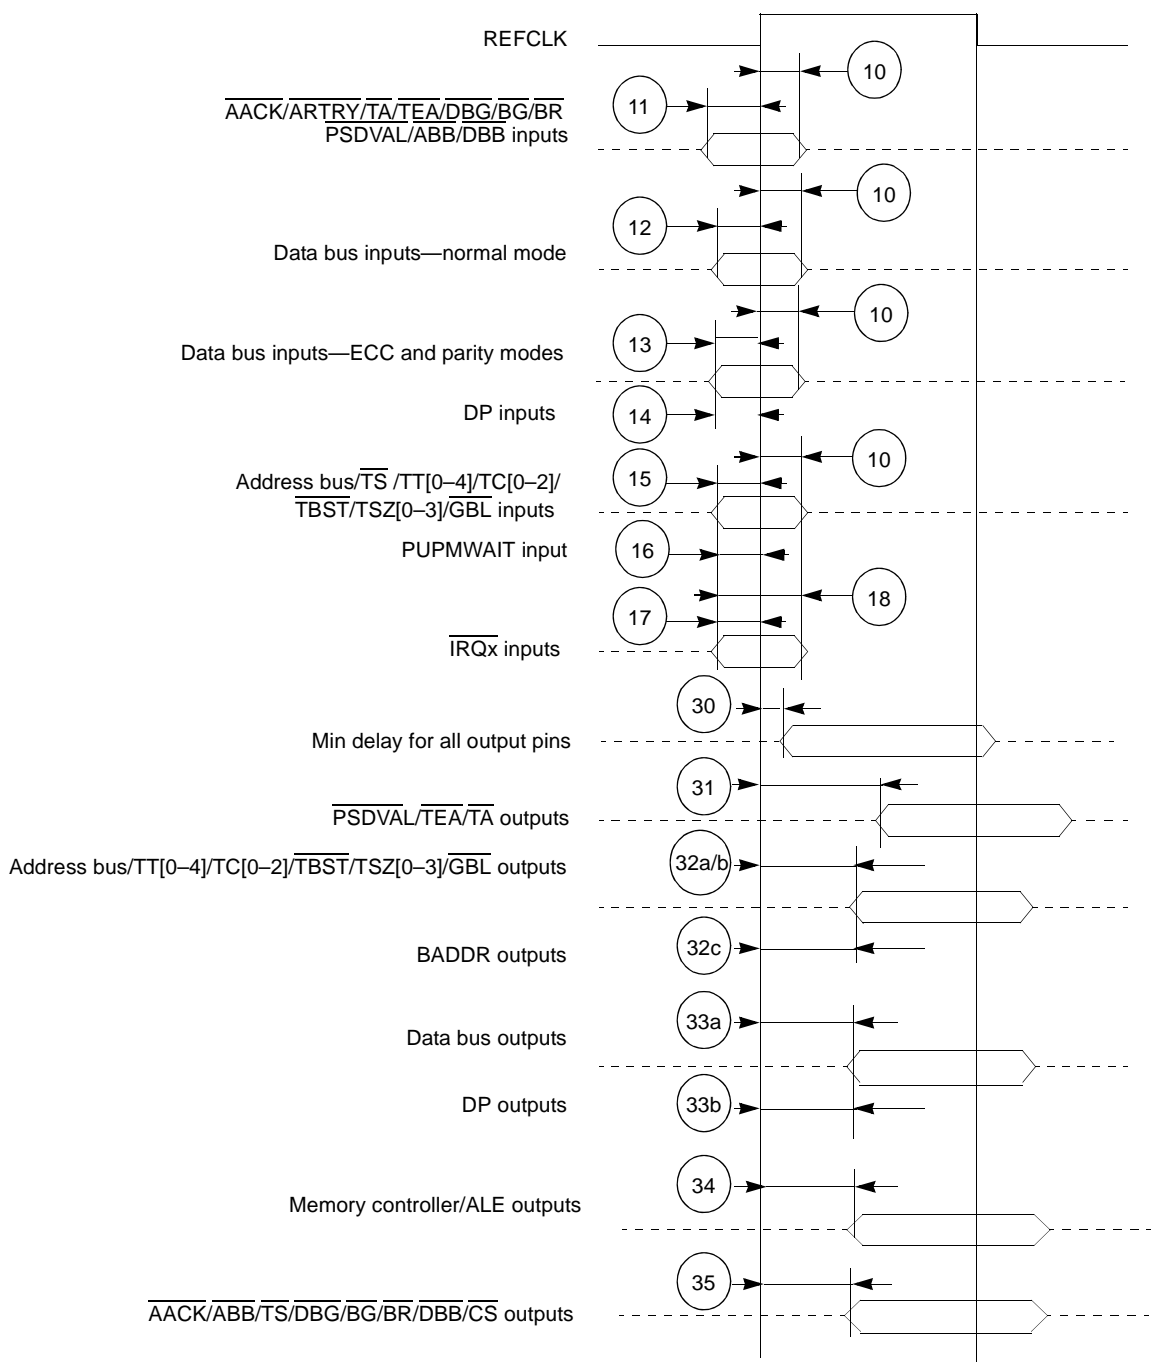 REFCLK
10
11
AACK/ARTRY/TA/TEA/DBG/BG/BR
PSDVAL/ABB/DBB inputs
10
12
Data bus inputs—normal mode
10
13
Data bus inputs—ECC and parity modes
DP inputs
14
10
15
Address bus/TS /TT[0–4]/TC[0–2]/
TBST/TSZ[0–3]/GBL inputs
PUPMWAIT input
16
18
17
IRQx inputs
30
Min delay for all output pins
31
PSDVAL/TEA/TA outputs
32a/b
Address bus/TT[0–4]/TC[0–2]/TBST/TSZ[0–3]/GBL outputs
BADDR outputs
32c
33a
Data bus outputs
DP outputs
33b
34
Memory controller/ALE outputs
35
AACK/ABB/TS/DBG/BG/BR/DBB/CS outputs